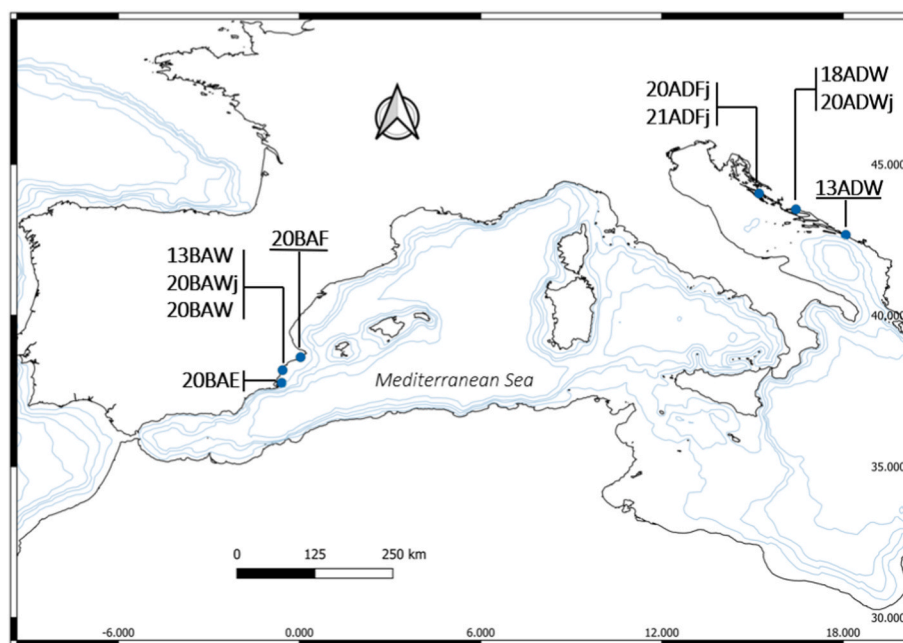 18ADW
20ADWj
20ADFj
21ADFj
45.000
13ADW
20BAF
13BAW
20BAWj
20BAW
40.000
20BAE
Mediterranean Sea
35.000
0 125 250 km
30.000
-6.000 0.000 6.000 12.000 18.000